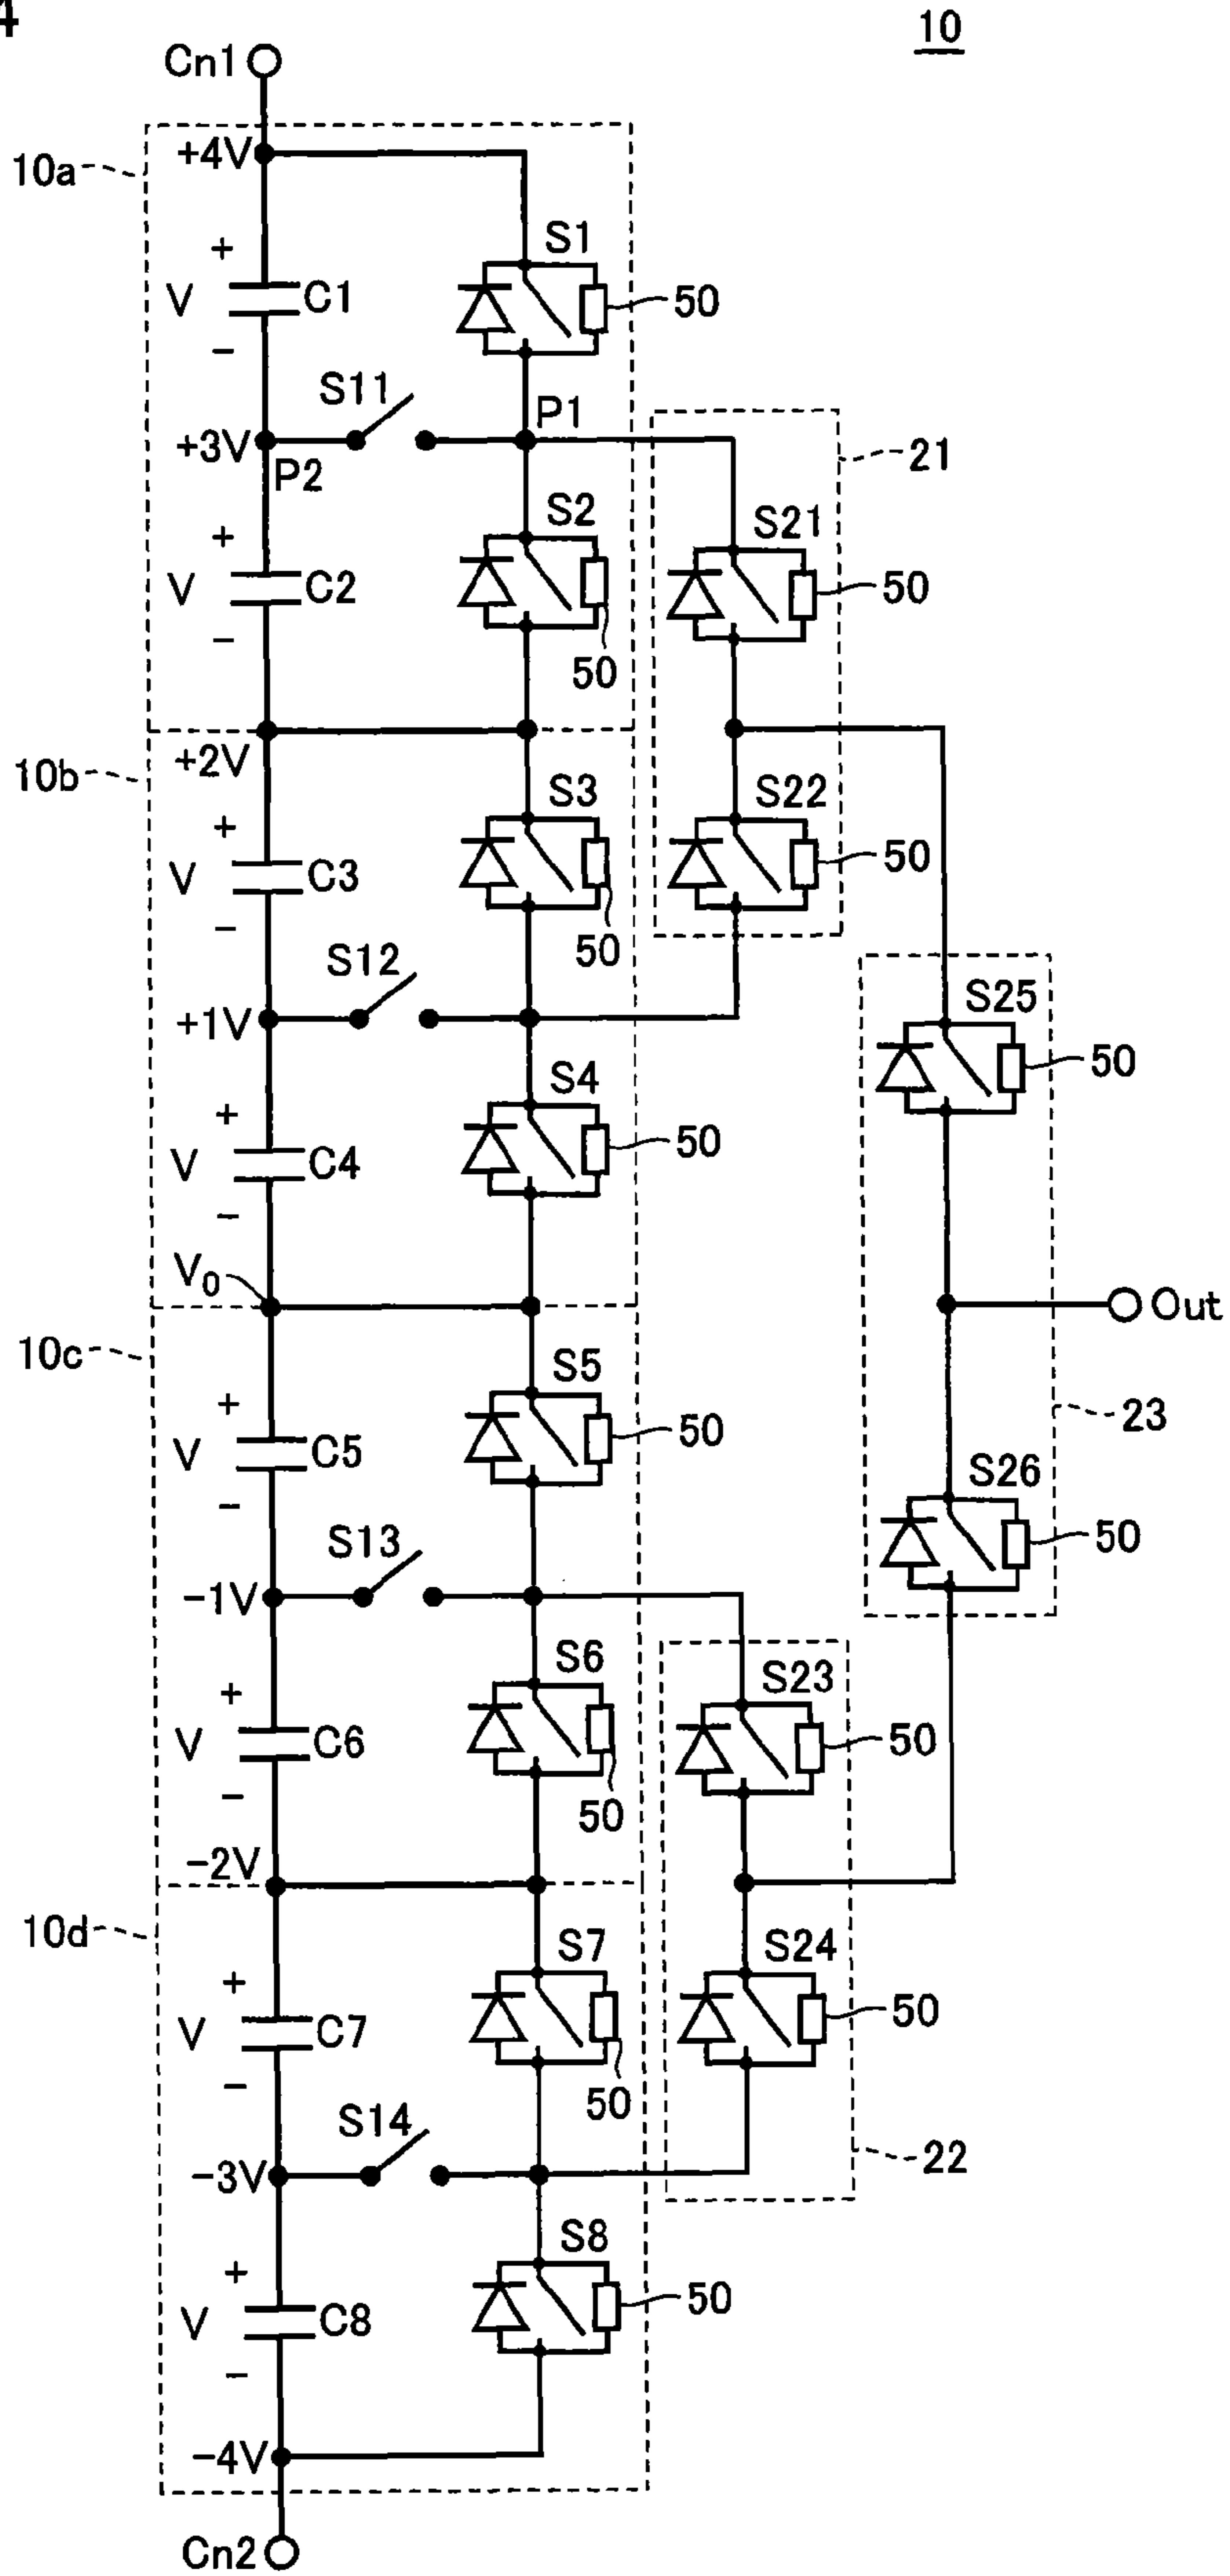 4
10
Cn1
+4V
10a
S1
+
V
C1
50
−
S11
P1
+3V
P2
21
S2
S21
+
V
C2
50
−
50
+2V
10b
S3
S22
+
V
C3
50
−
50
S12
S25
+1V
50
S4
+
V
C4
50
−
V0
Out
10c
S5
+
V
C5
50
23
−
S26
S13
50
−1V
S6
S23
+
V
C6
50
−
50
−2V
10d
S7
S24
+
V
C7
50
−
50
S14
−3V
22
S8
+
V
C8
50
−
−4V
Cn2